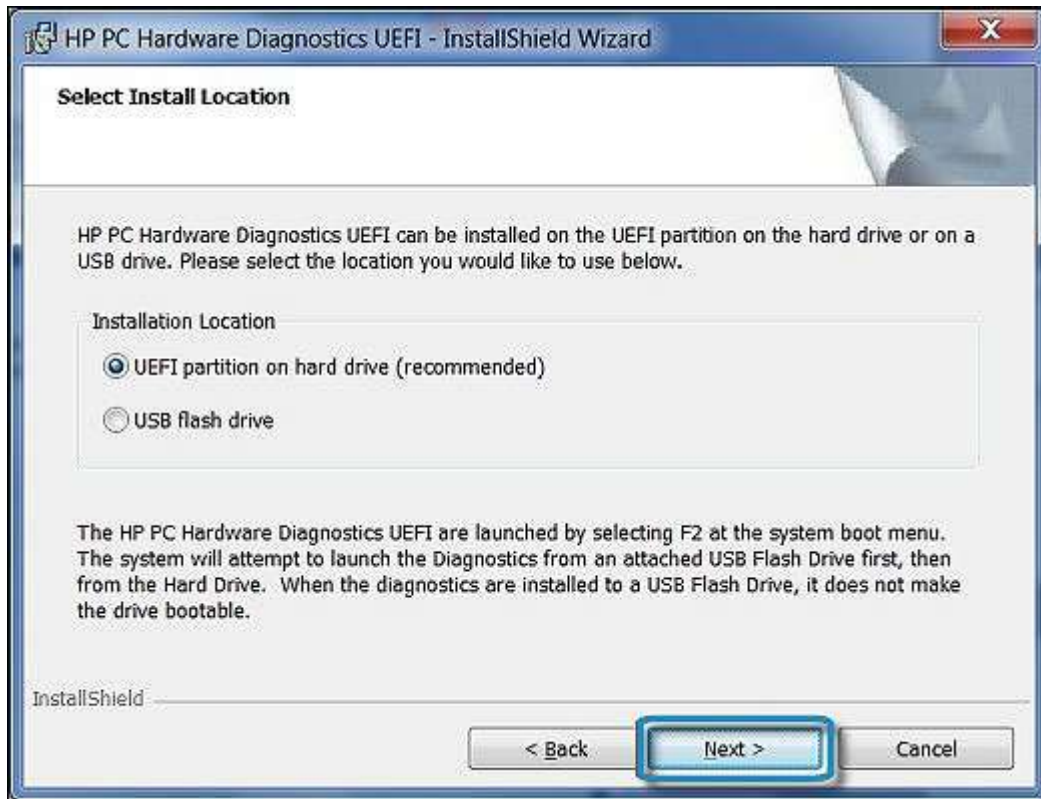 HP PC Hardware Diagnostics UEFI - InstallShield Wizard
X
Select Install Location
HP PC Hardware Diagnostics UEFI can be installed on the UEFI partition on the hard drive or on a
USB drive. Please select the location you would like to use below.
Installation Location
UEFI partition on hard drive (recommended)
USB flash drive
The HP PC Hardware Diagnostics UEFI are launched by selecting F2 at the system boot menu.
The system will attempt to launch the Diagnostics from an attached USB Flash Drive first, then
from the Hard Drive.  When the diagnostics are installed to a USB Flash Drive, it does not make
the drive bootable.
InstallShield
< Back Next > Cancel